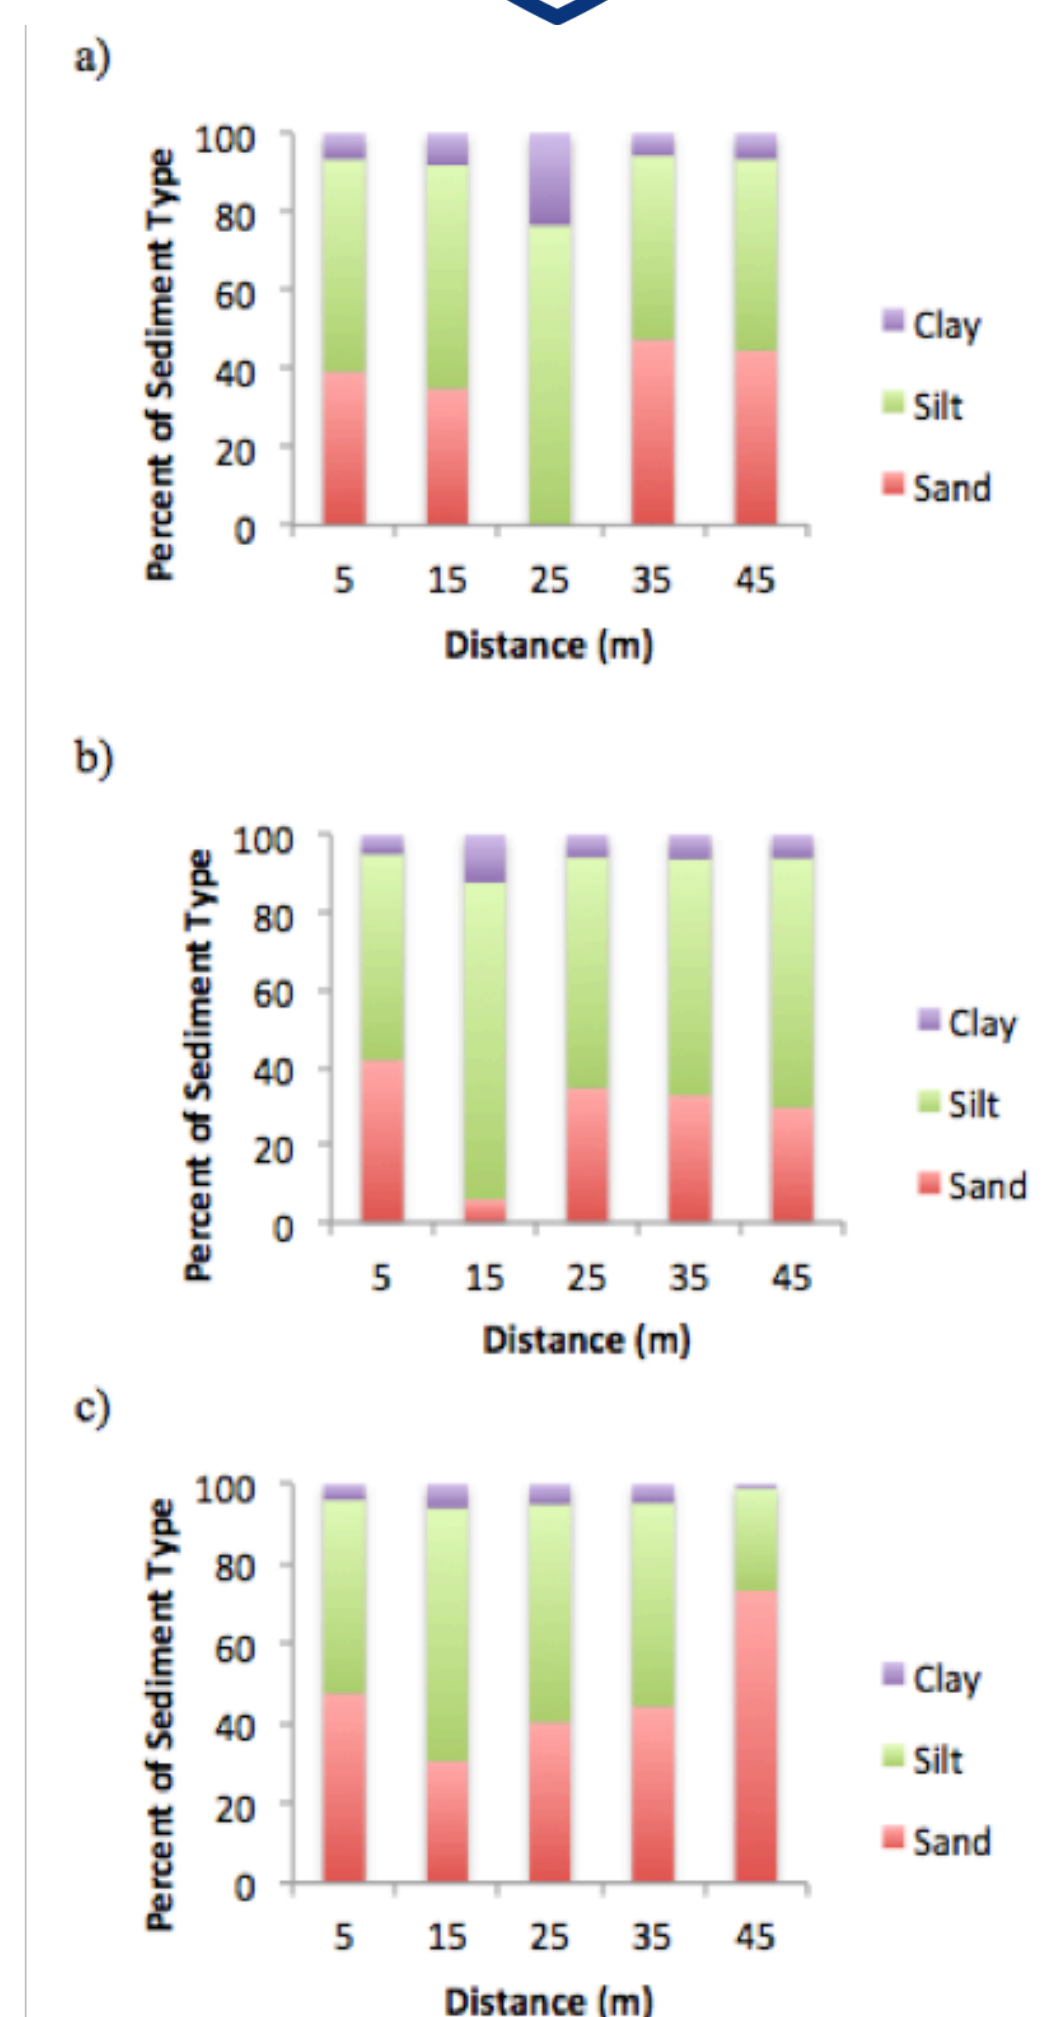 a)
Percent of Sediment Type
100
80
60
40
20
0
5 15 25 35 45
Distance (m)
Clay
Silt
Sand
b)
Percent of Sediment Type
100
80
60
40
20
0
5 15 25 35 45
Distance (m)
Clay
Silt
Sand
c)
Percent of Sediment Type
100
80
60
40
20
0
5 15 25 35 45
Distance (m)
Clay
Silt
Sand